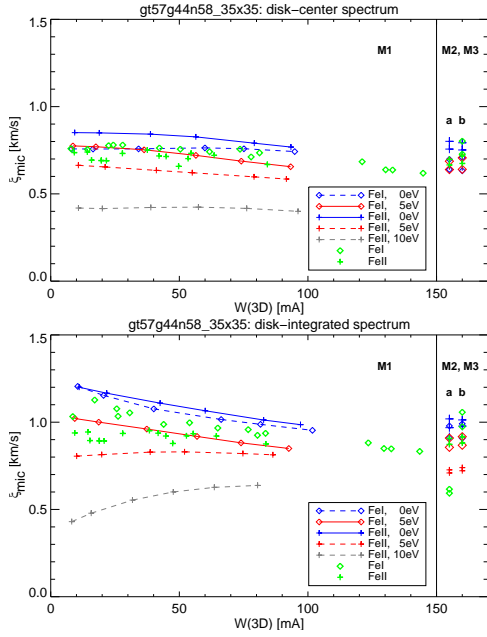 gt57g44n58_35x35: disk−center spectrum
1.5
M1
M2, M3
a
b
1.0
ξmic [km/s]
0.5
FeI, 0eV
FeI, 5eV
FeII, 0eV
FeII, 5eV
FeII, 10eV
FeI
FeII
0.0
0 50 100 150
W(3D) [mA]
gt57g44n58_35x35: disk−integrated spectrum
1.5
M1
M2, M3
a
b
1.0
ξmic [km/s]
0.5
FeI, 0eV
FeI, 5eV
FeII, 0eV
FeII, 5eV
FeII, 10eV
FeI
FeII
0.0
0 50 100 150
W(3D) [mA]